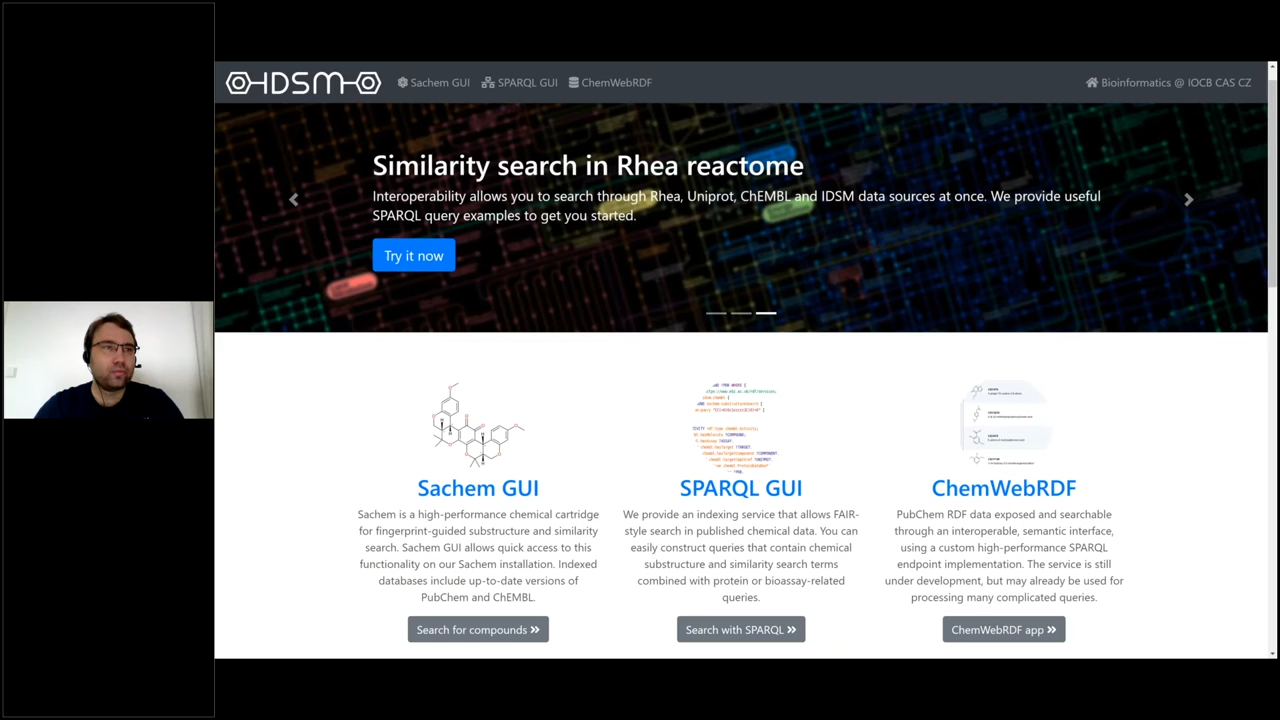 IDSM
Sachem GUI
SPARQL GUI
ChemWebRDF
Bioinformatics @ IOCB CAS CZ
Similarity search in Rhea reactome
Interoperability allows you to search through Rhea, Uniprot, ChEMBL and IDSM data sources at once. We provide useful
SPARQL query examples to get you started.
Try it now
Sachem GUI
Sachem is a high-performance chemical cartridge
for fingerprint-guided substructure and similarity
search. Sachem GUI allows quick access to this
functionality on our Sachem installation. Indexed
databases include up-to-date versions of
PubChem and ChEMBL.
Search for compounds »
SPARQL GUI
We provide an indexing service that allows FAIR-
style search in published chemical data. You can
easily construct queries that contain chemical
substructure and similarity search terms
combined with protein or bioassay-related
queries.
Search with SPARQL »
ChemWebRDF
PubChem RDF data exposed and searchable
through an interoperable, semantic interface,
using a custom high-performance SPARQL
endpoint implementation. The service is still
under development, but may already be used for
processing many complicated queries.
ChemWebRDF app »